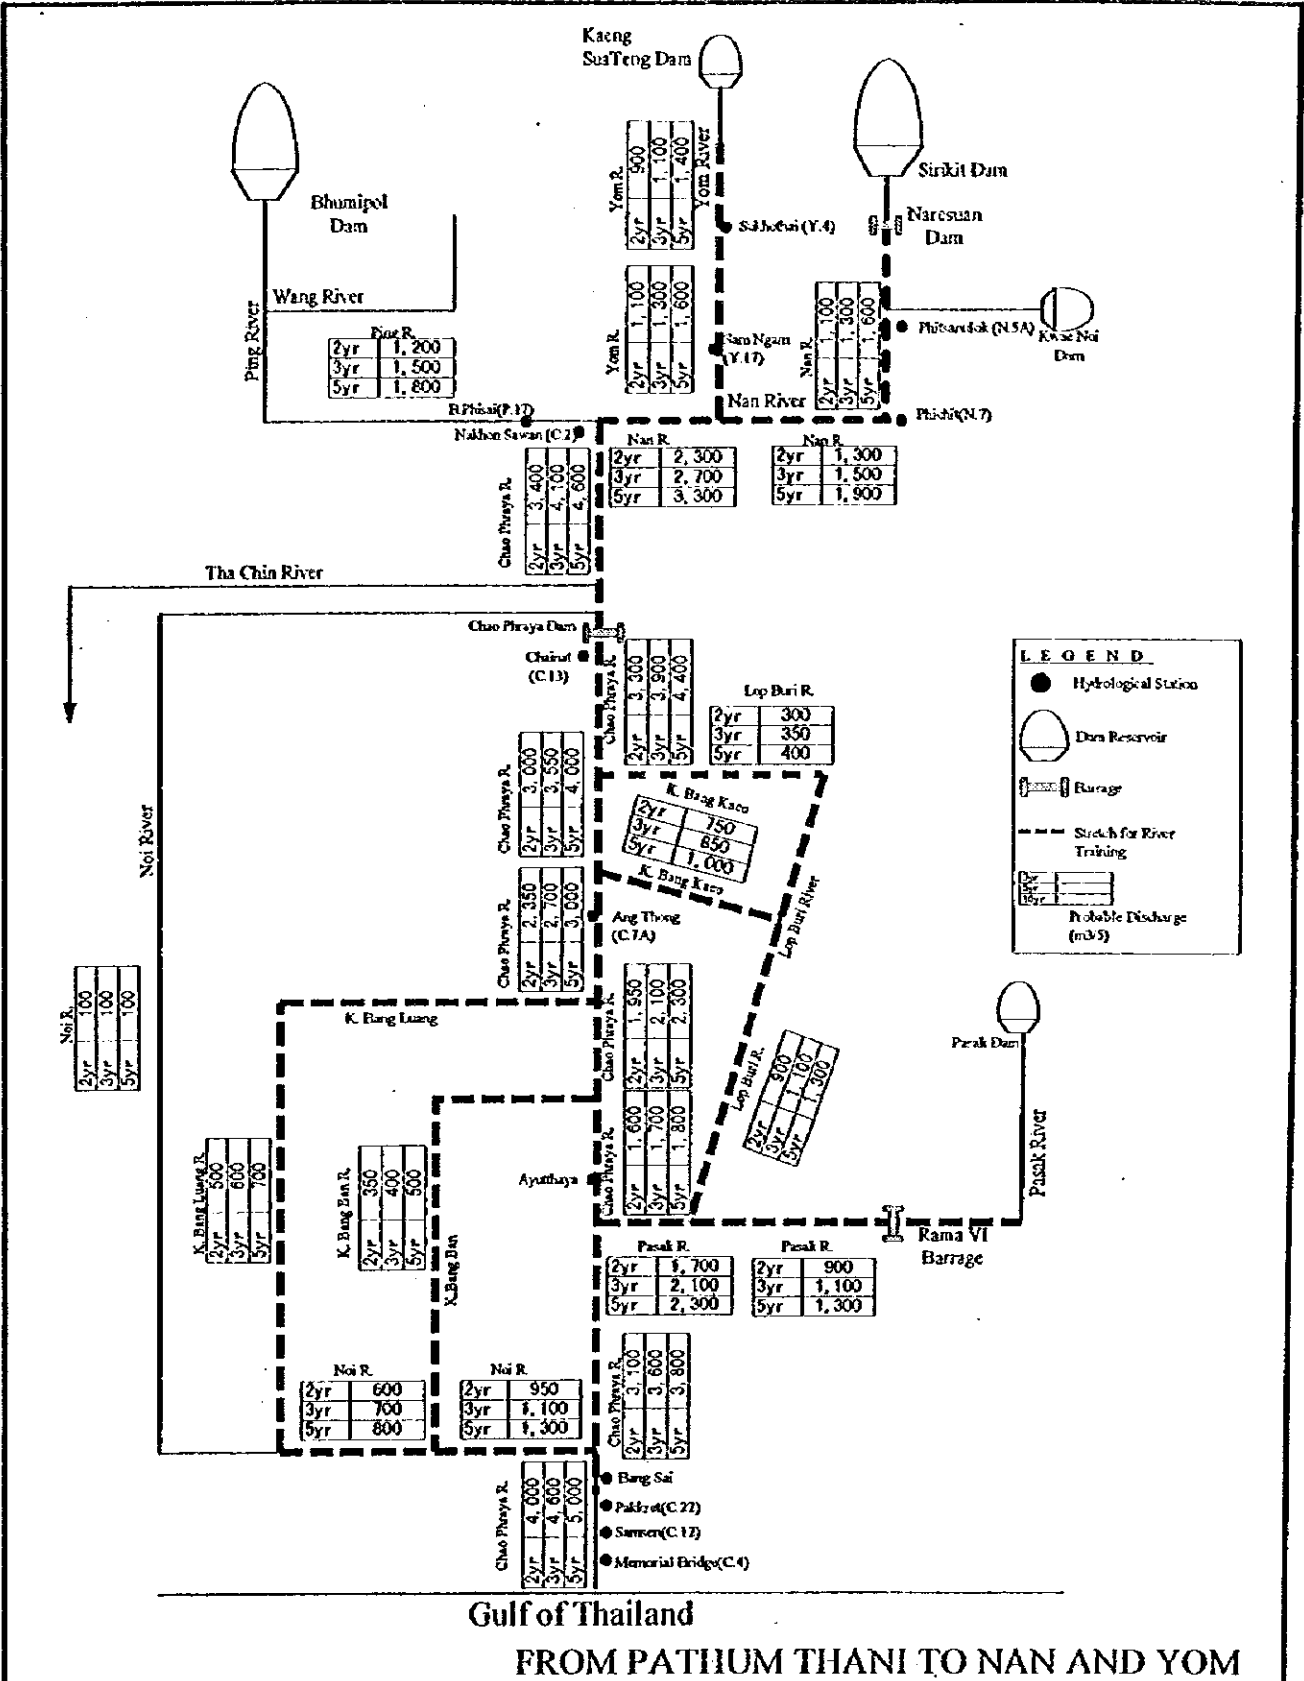 Kaeng
SuaTeng Dam
Sirikit Dam
Bhumipol
Dam
Naresuan
Dam
Yom R.
2yr 900
3yr 1,100
5yr 1,400
Yom River
Sukhothai (Y.4)
Wang River
Ping River
Ping R.
2yr 1,200
3yr 1,500
5yr 1,800
Yom R.
2yr 1,100
3yr 1,300
5yr 1,600
Sam Ngam
(Y.17)
Nan R.
2yr 1,100
3yr 1,300
5yr 1,600
Phitsanulok (N.5A)
Kwae Noi
Dam
Nan River
Phichit(N.7)
B.Phisai(P.17)
Nakhon Sawan (C.2)
Nan R.
2yr 2,300
3yr 2,700
5yr 3,300
Nan R.
2yr 1,300
3yr 1,500
5yr 1,900
Chao Phraya R.
2yr 3,400
3yr 4,100
5yr 4,600
Tha Chin River
Chao Phraya Dam
Chainat
(C.13)
Chao Phraya R.
2yr 3,300
3yr 3,900
5yr 4,400
Lop Buri R.
2yr 300
3yr 350
5yr 400
LEGEND
Hydrological Station
Dam Reservoir
Barrage
Stretch for River
Training
Probable Discharge
(m3/S)
Chao Phraya R.
2yr 3,000
3yr 3,550
5yr 4,000
K. Bang Kaeo
2yr 750
3yr 850
5yr 1,000
K. Bang Kaeo
Noi River
Lop Buri River
Chao Phraya R.
2yr 2,350
3yr 2,700
5yr 3,000
Ang Thong
(C.7A)
Noi R.
2yr 100
3yr 100
5yr 100
K. Bang Luang
Chao Phraya R.
2yr 1,950
3yr 2,100
5yr 2,300
Pasak Dam
Lop Buri R.
2yr 900
3yr 1,100
5yr 1,300
Chao Phraya R.
2yr 1,600
3yr 1,700
5yr 1,800
K. Bang Luang R.
2yr 500
3yr 600
5yr 700
K. Bang Ban R.
2yr 350
3yr 400
5yr 500
Ayutthaya
Pasak River
K.Bang Ban
Rama VI
Barrage
Pasak R.
2yr 1,700
3yr 2,100
5yr 2,300
Pasak R.
2yr 900
3yr 1,100
5yr 1,300
Chao Phraya R.
2yr 3,100
3yr 3,600
5yr 3,800
Noi R.
2yr 600
3yr 700
5yr 800
Noi R.
2yr 950
3yr 1,100
5yr 1,300
Chao Phraya R.
2yr 4,000
3yr 4,600
5yr 5,000
Bang Sai
Pakkret(C.22)
Samsen(C.12)
Memorial Bridge(C.4)
Gulf of Thailand
FROM PATHUM THANI TO NAN AND YOM